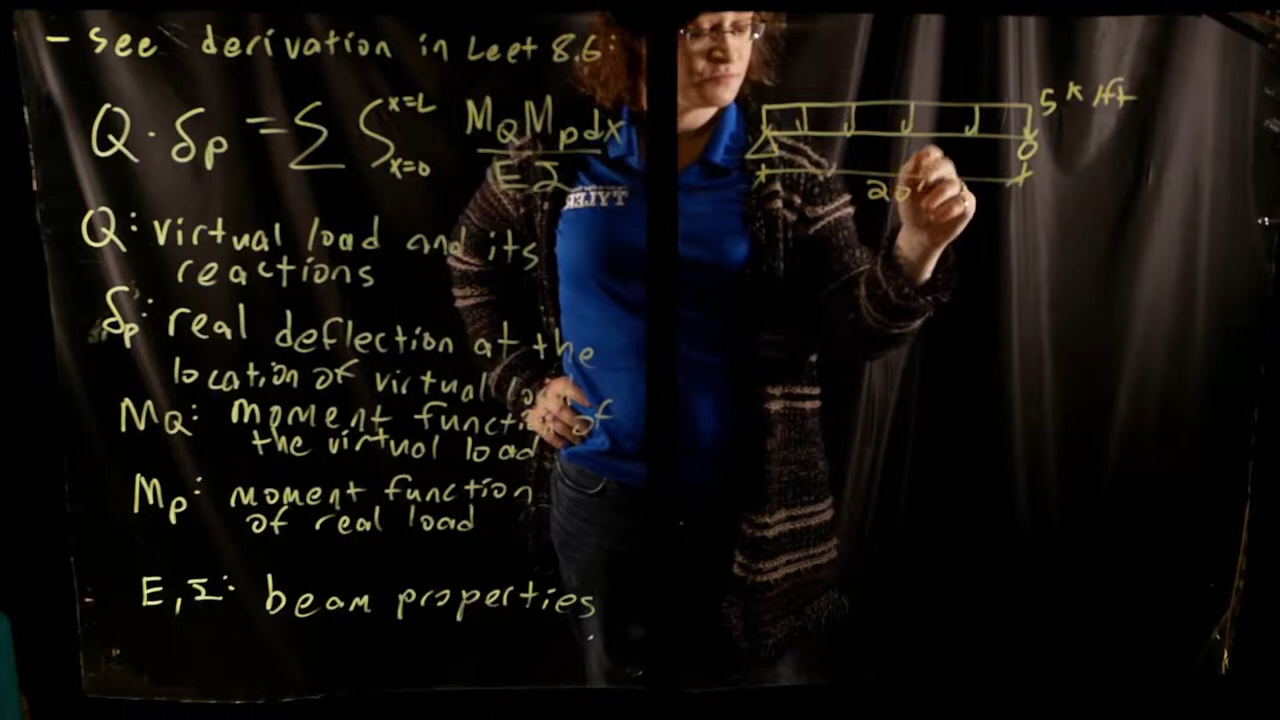 - see derivation in Leet 8.6:
Q · δp = Σ ∫ x=L x=0 MQ Mp dx / EI
Q: virtual load and its
reactions
δp: real deflection at the
location of virtual
MQ: moment function of
the virtual load
Mp: moment function
of real load
E, I: beam properties
5 k/ft
20'